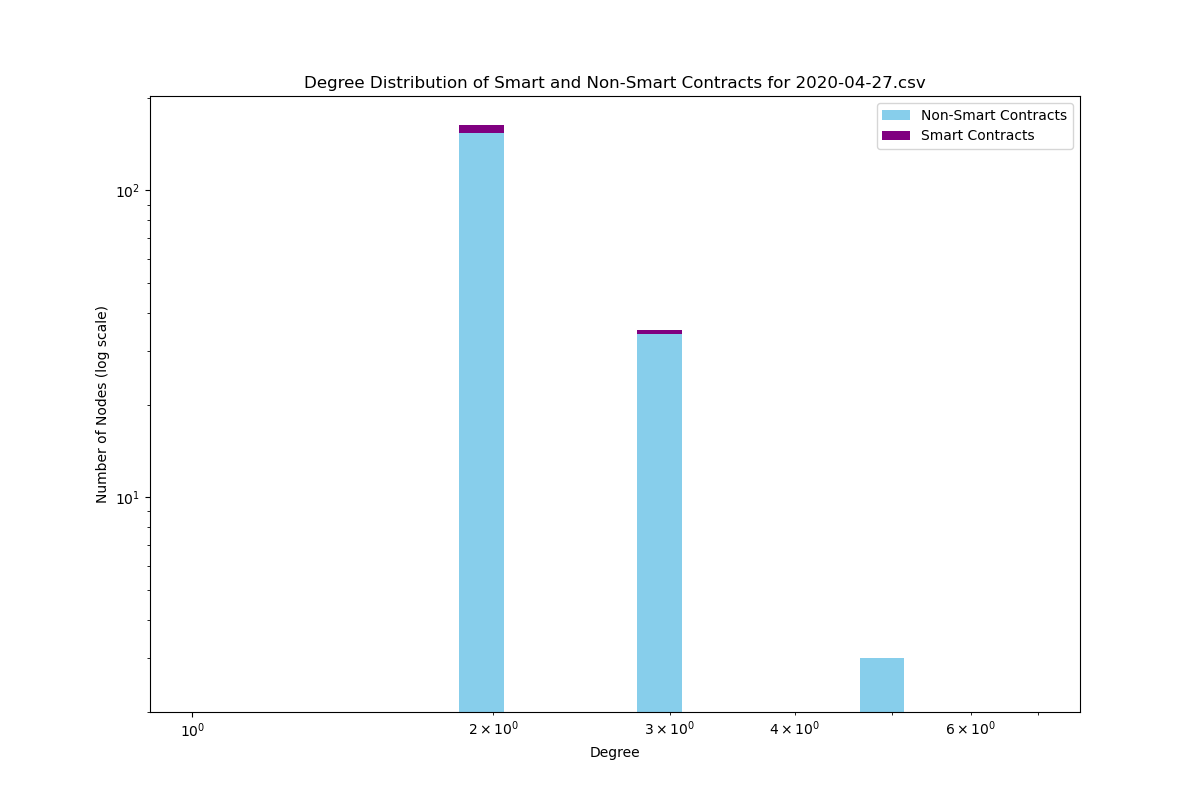 Degree Distribution of Smart and Non-Smart Contracts for 2020-04-27.csv
Non-Smart Contracts
Smart Contracts
10²
10¹
Number of Nodes (log scale)
10⁰
2 × 10⁰
3 × 10⁰
4 × 10⁰
6 × 10⁰
Degree